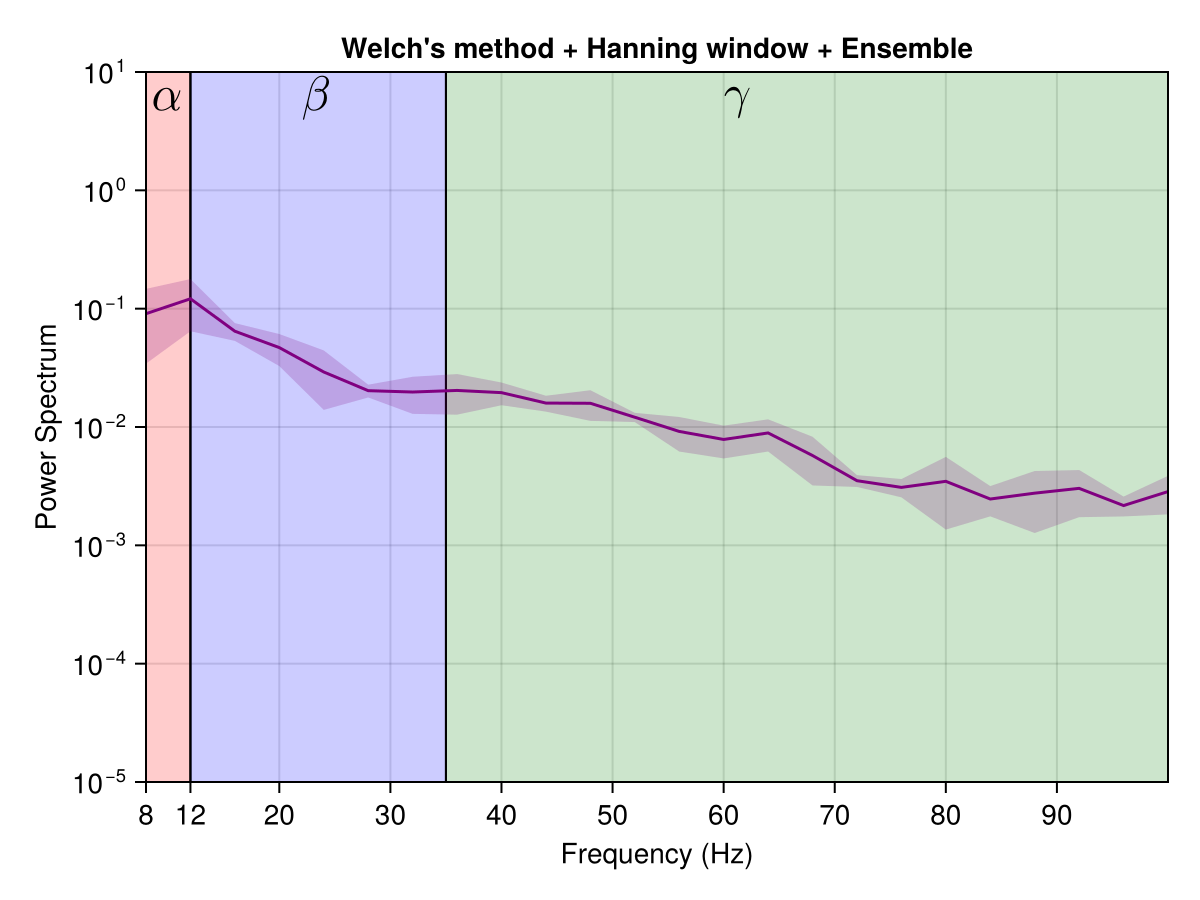 Welch's method + Hanning window + Ensemble
α β γ
10¹
10⁰
10⁻¹
10⁻²
10⁻³
10⁻⁴
10⁻⁵
Power Spectrum
8 12 20 30 40 50 60 70 80 90
Frequency (Hz)